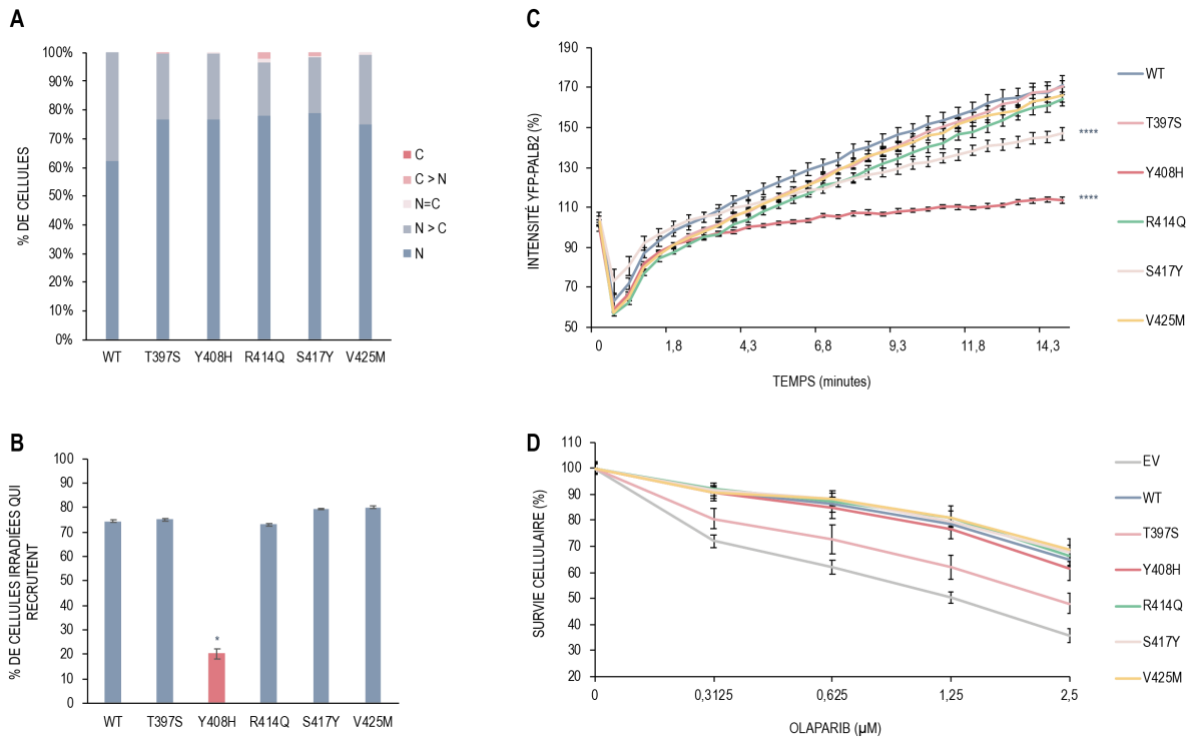 A
% DE CELLULES
100%
90%
80%
70%
60%
50%
40%
30%
20%
10%
0%
WT T397S Y408H R414Q S417Y V425M
C
C > N
N=C
N > C
N
B
% DE CELLULES IRRADIÉES QUI
RECRUTENT
100
90
80
70
60
50
40
30
20
10
0
*
WT T397S Y408H R414Q S417Y V425M
C
INTENSITÉ YFP-PALB2 (%)
190
170
150
130
110
90
70
50
0 1,8 4,3 6,8 9,3 11,8 14,3
TEMPS (minutes)
****
****
WT
T397S
Y408H
R414Q
S417Y
V425M
D
SURVIE CELLULAIRE (%)
110
100
90
80
70
60
50
40
30
20
0 0,3125 0,625 1,25 2,5
OLAPARIB (µM)
EV
WT
T397S
Y408H
R414Q
S417Y
V425M